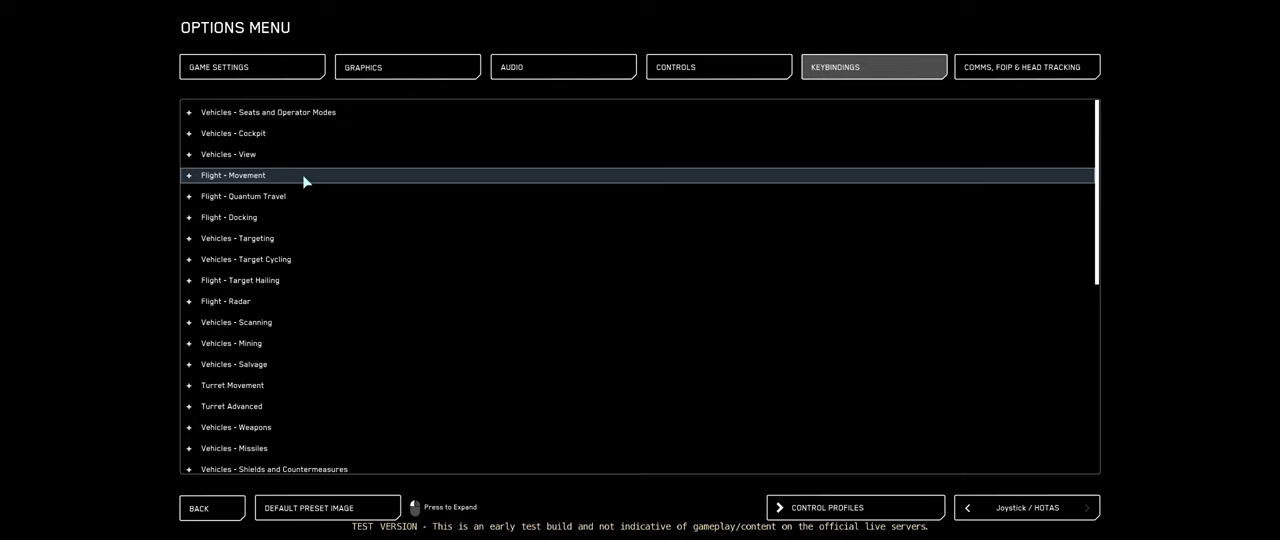 OPTIONS MENU
GAME SETTINGS
GRAPHICS
AUDIO
CONTROLS
KEYBINDINGS
COMMS, FOIP & HEAD TRACKING
Vehicles - Seats and Operator Modes
Vehicles - Cockpit
Vehicles - View
Flight - Movement
Flight - Quantum Travel
Flight - Docking
Vehicles - Targeting
Vehicles - Target Cycling
Flight - Target Hailing
Flight - Radar
Vehicles - Scanning
Vehicles - Mining
Vehicles - Salvage
Turret Movement
Turret Advanced
Vehicles - Weapons
Vehicles - Missiles
Vehicles - Shields and Countermeasures
BACK
DEFAULT PRESET IMAGE
Press to Expand
CONTROL PROFILES
Joystick / HOTAS
TEST VERSION - This is an early test build and not indicative of gameplay/content on the official live servers.